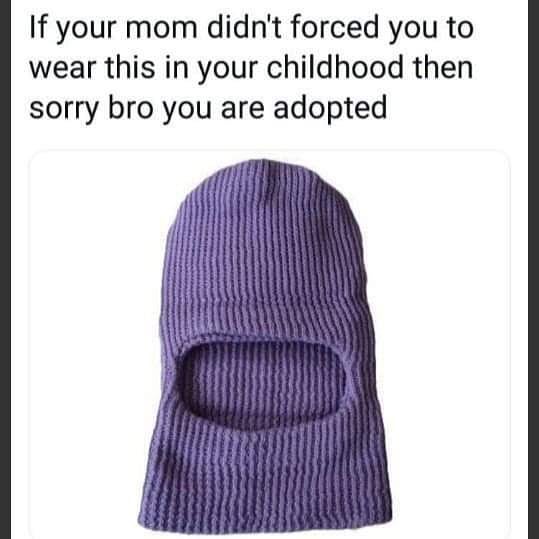 If your mom didn't forced you to
wear this in your childhood then
sorry bro you are adopted